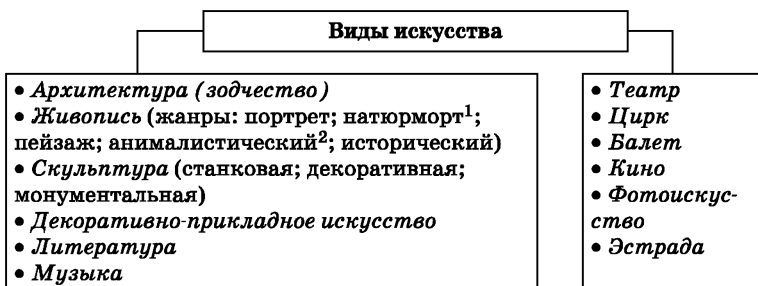 Виды искусства
• Архитектура (зодчество)
• Живопись (жанры: портрет; натюрморт¹;
пейзаж; анималистический²; исторический)
• Скульптура (станковая; декоративная;
монументальная)
• Декоративно-прикладное искусство
• Литература
• Музыка
• Театр
• Цирк
• Балет
• Кино
• Фотоискус-
ство
• Эстрада